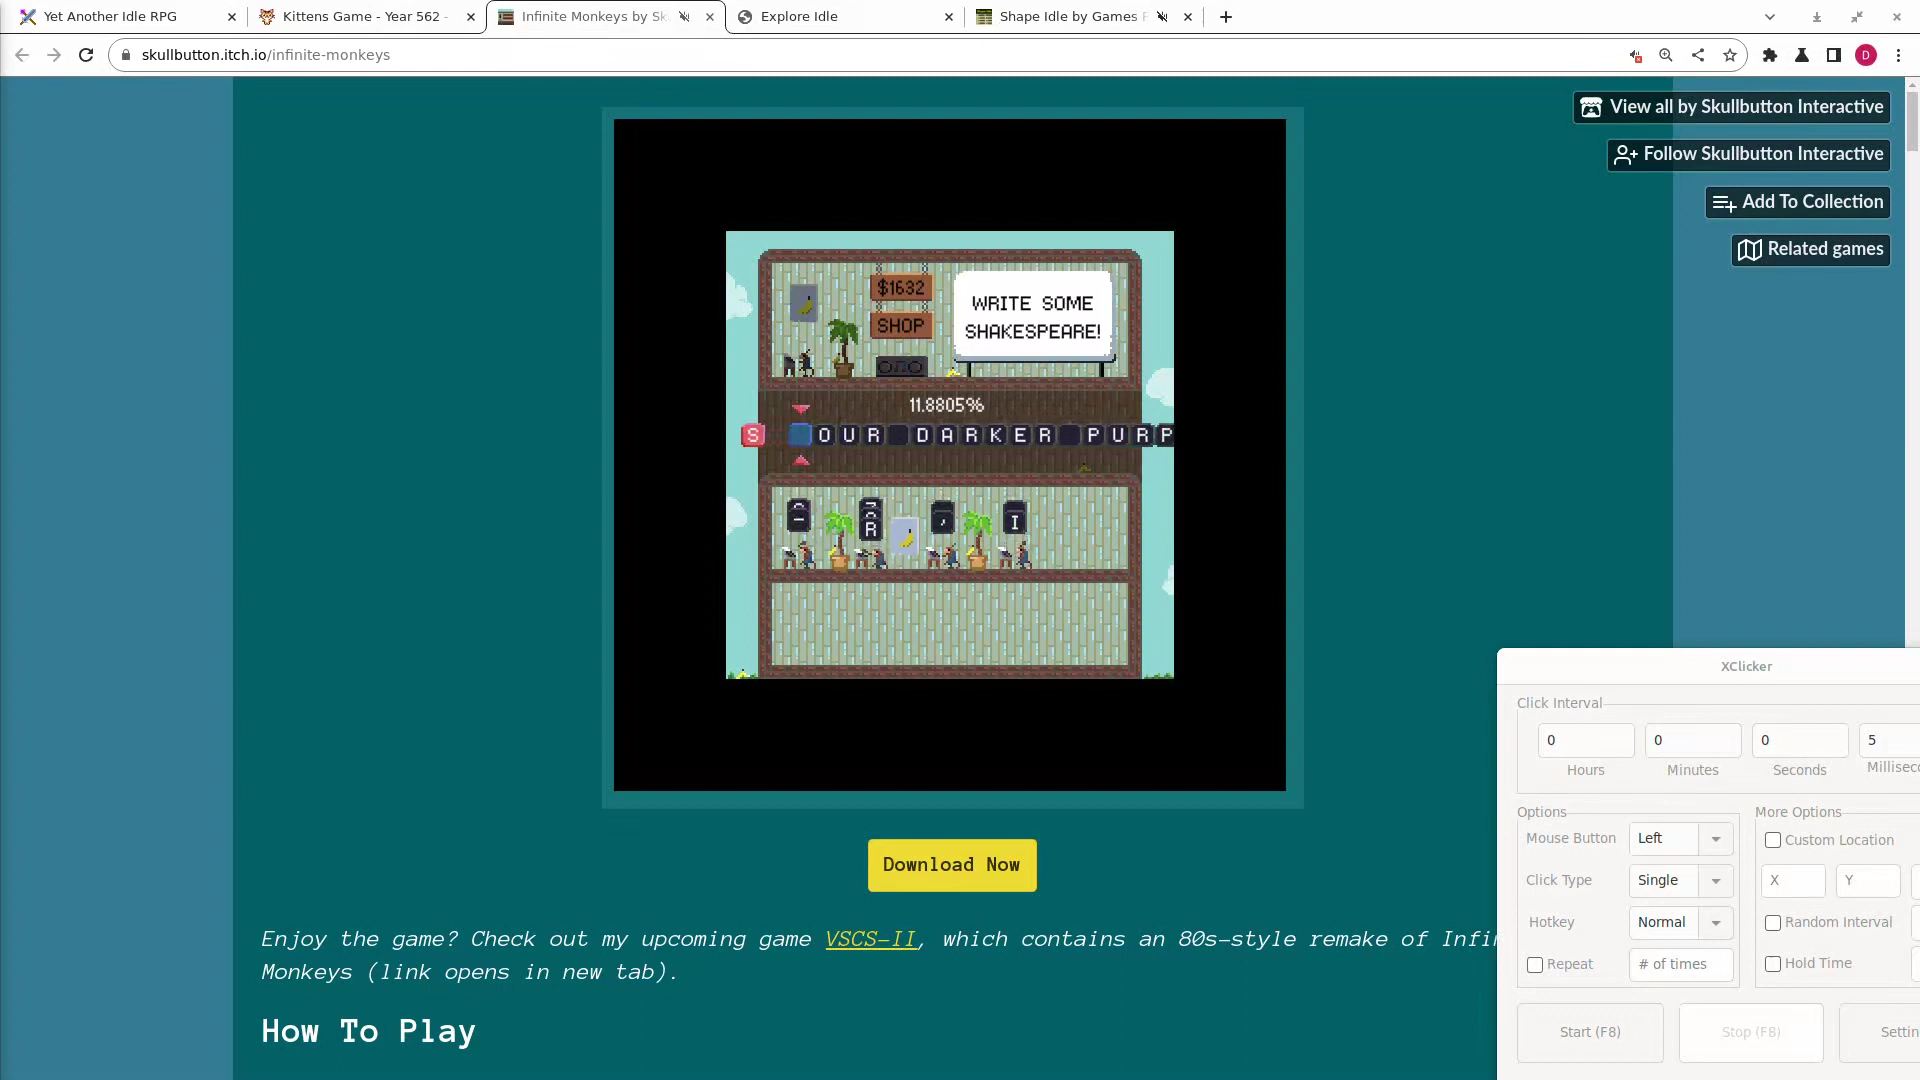 Yet Another Idle RPG
Kittens Game - Year 562 -
Infinite Monkeys by Sk
Explore Idle
Shape Idle by Games F
skullbutton.itch.io/infinite-monkeys
D
View all by Skullbutton Interactive
Follow Skullbutton Interactive
Add To Collection
Related games
$1632
SHOP
WRITE SOME
SHAKESPEARE!
11.8805%
S OUR DARKER PURP
- R , I
Download Now
Enjoy the game? Check out my upcoming game VSCS-II, which contains an 80s-style remake of Infin
Monkeys (link opens in new tab).
How To Play
XClicker
Click Interval
0 0 0 5
Hours Minutes Seconds Millisec
Options
Mouse Button Left
Click Type Single
Hotkey Normal
Repeat # of times
More Options
Custom Location
X Y
Random Interval
Hold Time
Start (F8) Stop (F8) Settin